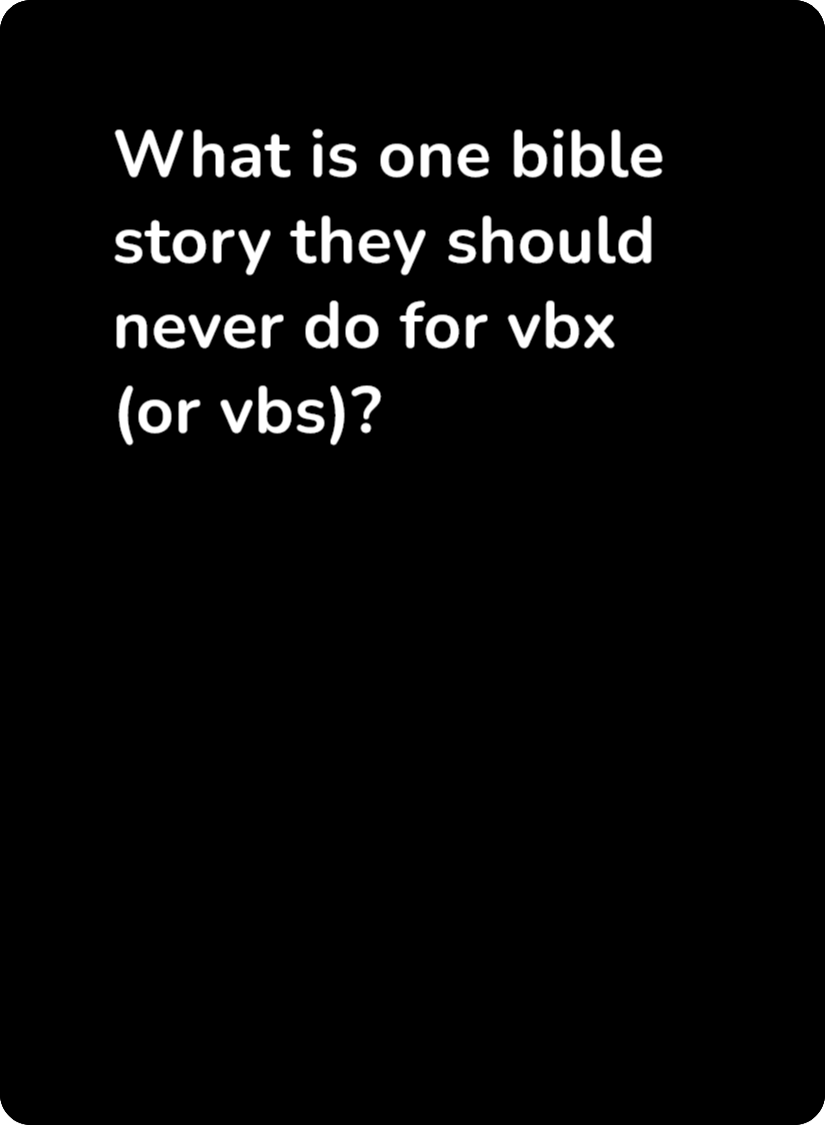 What is one bible
story they should
never do for vbx
(or vbs)?